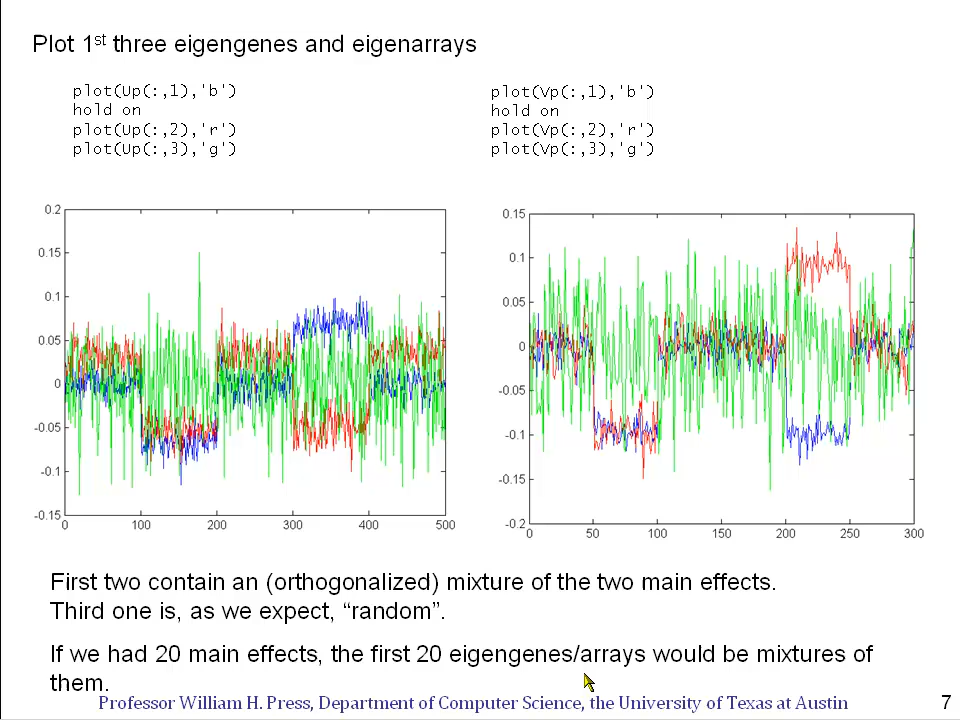 Plot 1st three eigengenes and eigenarrays
plot(Up(:,1),'b')
hold on
plot(Up(:,2),'r')
plot(Up(:,3),'g')
plot(Vp(:,1),'b')
hold on
plot(Vp(:,2),'r')
plot(Vp(:,3),'g')
0.2
0.15
0.1
0.05
0
-0.05
-0.1
-0.15
0 100 200 300 400 500
0.15
0.1
0.05
0
-0.05
-0.1
-0.15
-0.2
0 50 100 150 200 250 300
First two contain an (orthogonalized) mixture of the two main effects.
Third one is, as we expect, “random”.
If we had 20 main effects, the first 20 eigengenes/arrays would be mixtures of
them.
Professor William H. Press, Department of Computer Science, the University of Texas at Austin
7